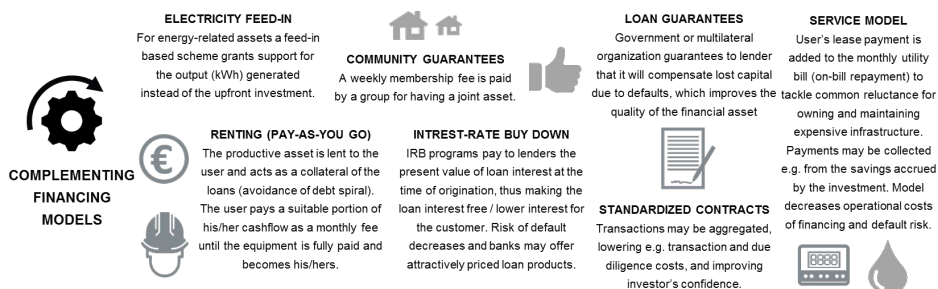 COMPLEMENTING
FINANCING
MODELS
ELECTRICITY FEED-IN
For energy-related assets a feed-in
based scheme grants support for
the output (kWh) generated
instead of the upfront investment.
COMMUNITY GUARANTEES
A weekly membership fee is paid
by a group for having a joint asset.
LOAN GUARANTEES
Government or multilateral
organization guarantees to lender
that it will compensate lost capital
due to defaults, which improves the
quality of the financial asset
SERVICE MODEL
User's lease payment is
added to the monthly utility
bill (on-bill repayment) to
tackle common reluctance for
owning and maintaining
expensive infrastructure.
Payments may be collected
e.g. from the savings accrued
by the investment. Model
decreases operational costs
of financing and default risk.
€
RENTING (PAY-AS-YOU GO)
The productive asset is lent to the
user and acts as a collateral of the
loans (avoidance of debt spiral).
The user pays a suitable portion of
his/her cashflow as a monthly fee
until the equipment is fully paid and
becomes his/hers.
INTREST-RATE BUY DOWN
IRB programs pay to lenders the
present value of loan interest at the
time of origination, thus making the
loan interest free / lower interest for
the customer. Risk of default
decreases and banks may offer
attractively priced loan products.
STANDARDIZED CONTRACTS
Transactions may be aggregated,
lowering e.g. transaction and due
diligence costs, and improving
investor's confidence.